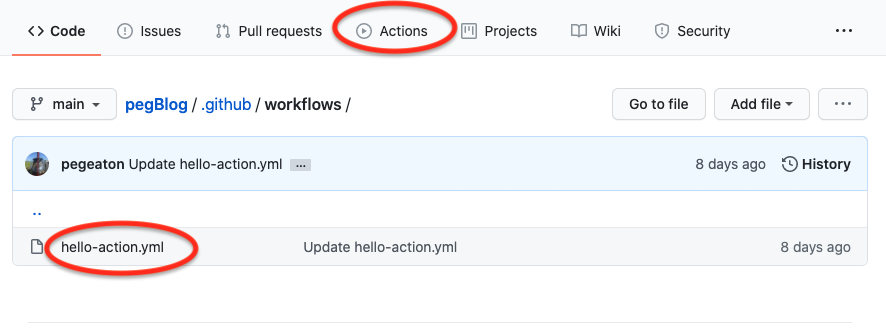 Code Issues Pull requests Actions Projects Wiki Security ...
main pegBlog / .github / workflows / Go to file Add file ...
pegeaton Update hello-action.yml ... 8 days ago History
..
hello-action.yml Update hello-action.yml 8 days ago